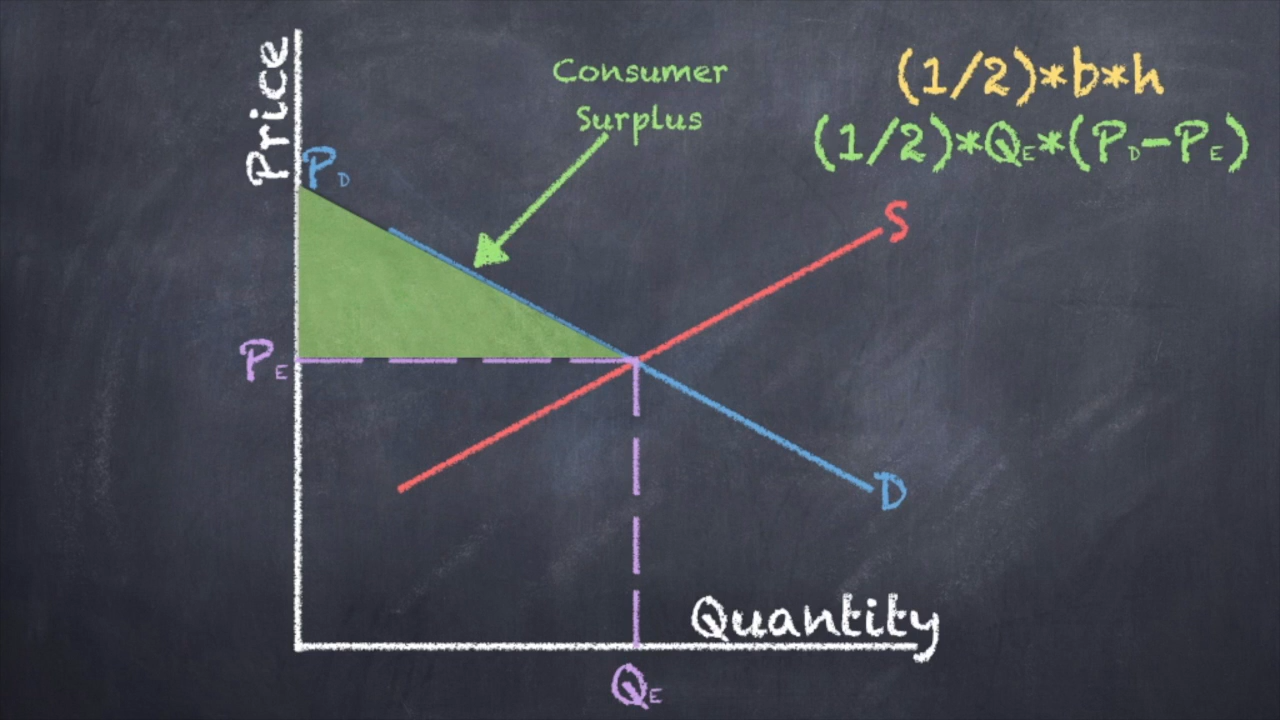 Price
Consumer
Surplus
(1/2)*b*h
(1/2)*QE*(PD-PE)
PD
S
PE
D
Quantity
QE